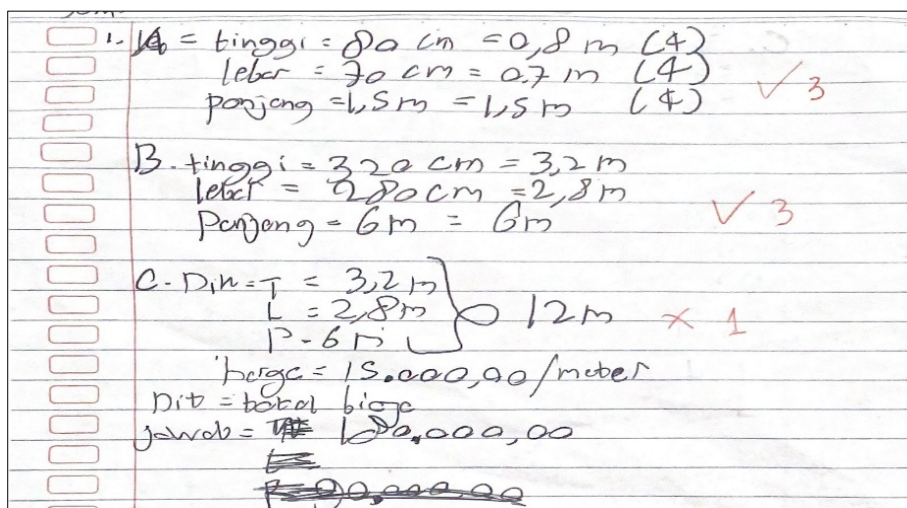 1. A = tinggi = 80 cm = 0,8 m (4)
lebar = 70 cm = 0.7 m (4)
panjang = 1,5 m = 1,5 m (4) ✓ 3
B. tinggi = 320 cm = 3,2 m
lebar = 280 cm = 2,8 m
Panjang = 6 m = 6 m ✓ 3
C. Dik = T = 3,2 m
L = 2,8 m 12 m × 1
P = 6 m
harga = 15.000,00/meter
Dit = total biaya
jawab = 180.000,00